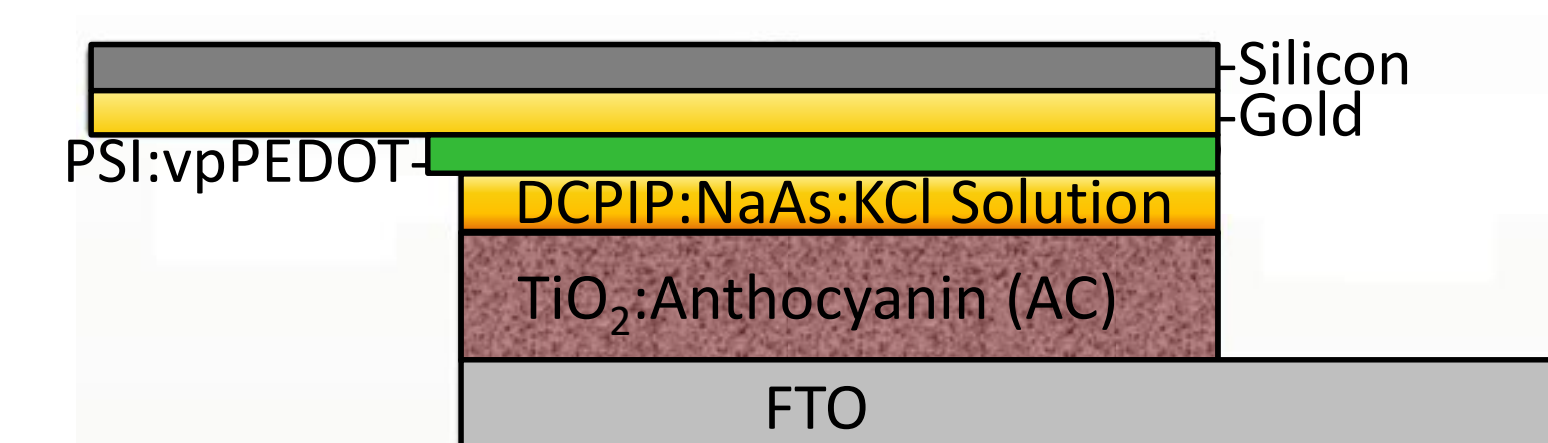 -Silicon
-Gold
PSI:vpPEDOT-
DCPIP:NaAs:KCl Solution
TiO₂:Anthocyanin (AC)
FTO